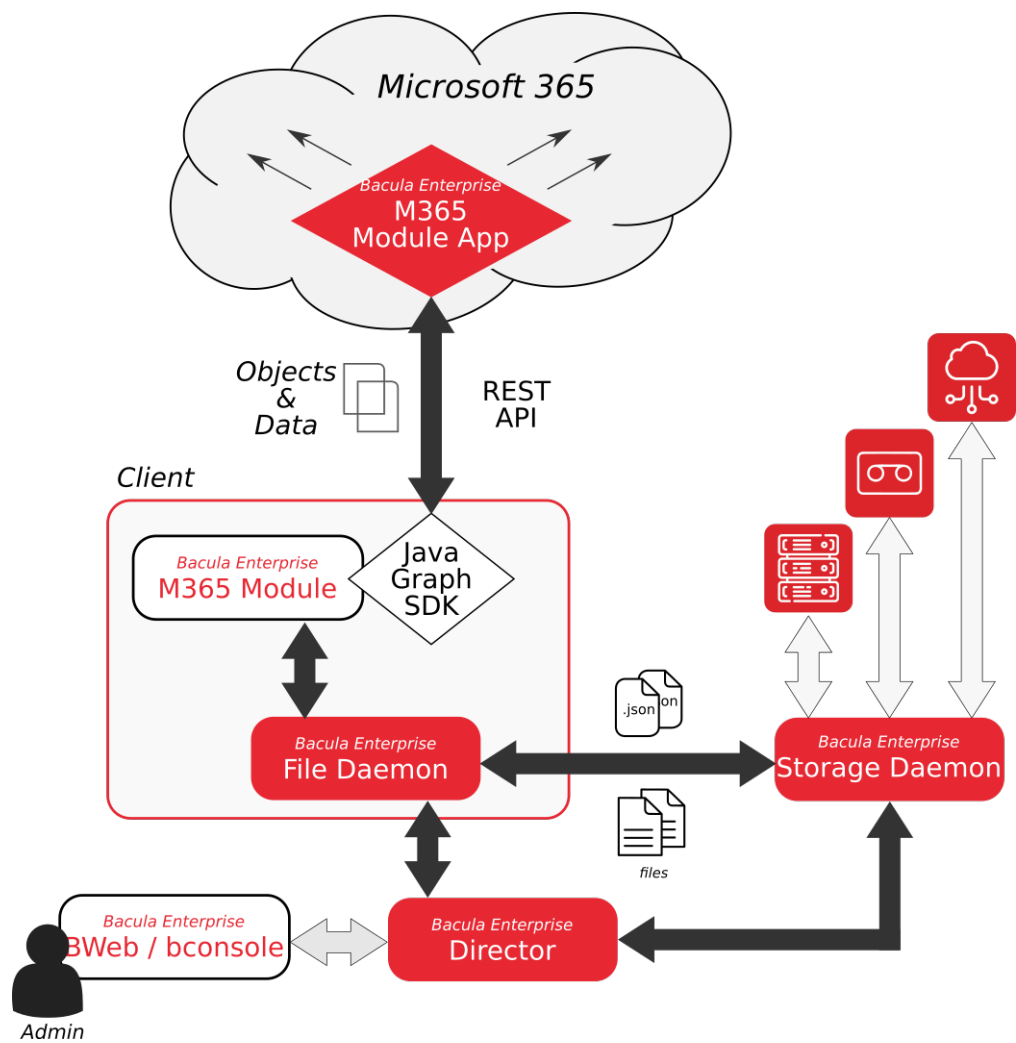 Microsoft 365
Bacula Enterprise
M365
Module App
Objects
&
Data
REST
API
Client
Bacula Enterprise
M365 Module
Java
Graph
SDK
.json
on
Bacula Enterprise
File Daemon
Bacula Enterprise
Storage Daemon
files
Bacula Enterprise
BWeb / bconsole
Bacula Enterprise
Director
Admin